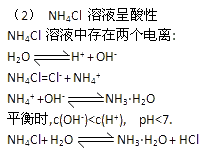 （2） NH₄Cl 溶液呈酸性
NH₄Cl 溶液中存在两个电离:
H₂O ⇌ H⁺ + OH⁻
NH₄Cl=Cl⁻ + NH₄⁺
NH₄⁺ +OH⁻ ⇌ NH₃·H₂O
平衡时,c(OH⁻)<c(H⁺), pH<7.
NH₄Cl+ H₂O ⇌ NH₃·H₂O + HCl